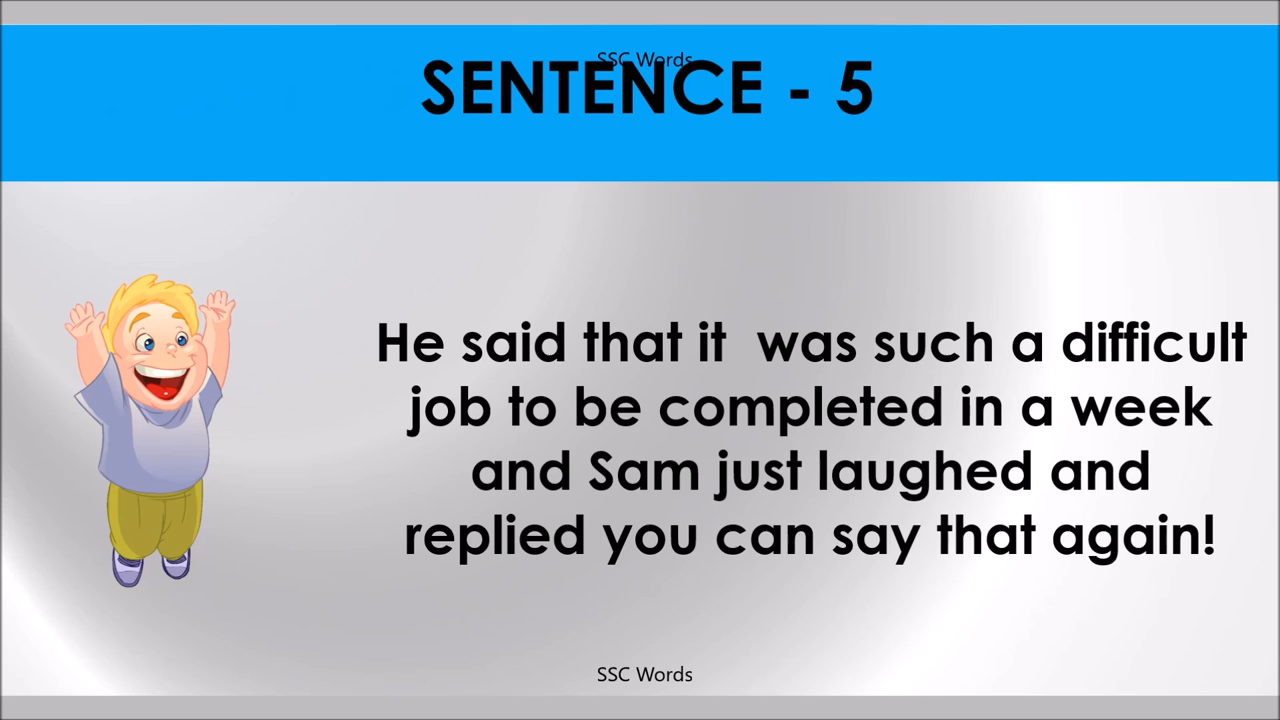 SSC Words
SENTENCE - 5
He said that it  was such a difficult
job to be completed in a week
and Sam just laughed and
replied you can say that again!
SSC Words